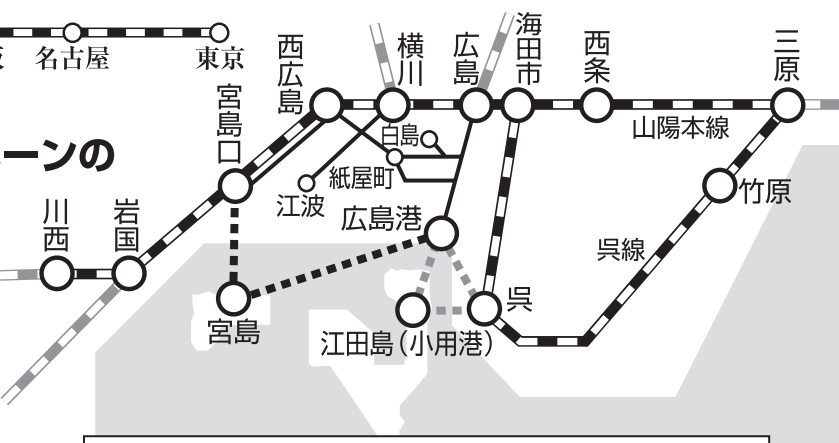 名古屋
東京
ーンの
西広島
横川
広島
海田市
西条
三原
宮島口
白島
山陽本線
紙屋町
江波
竹原
川西
岩国
広島港
呉線
宮島
呉
江田島(小用港)